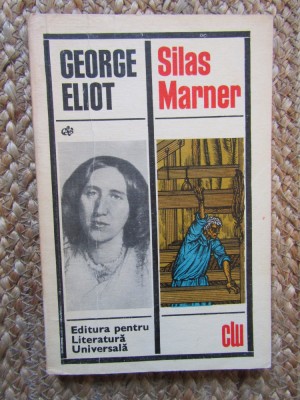 GEORGE
ELIOT
Silas
Marner
Editura pentru
Literatură
Universală
clu